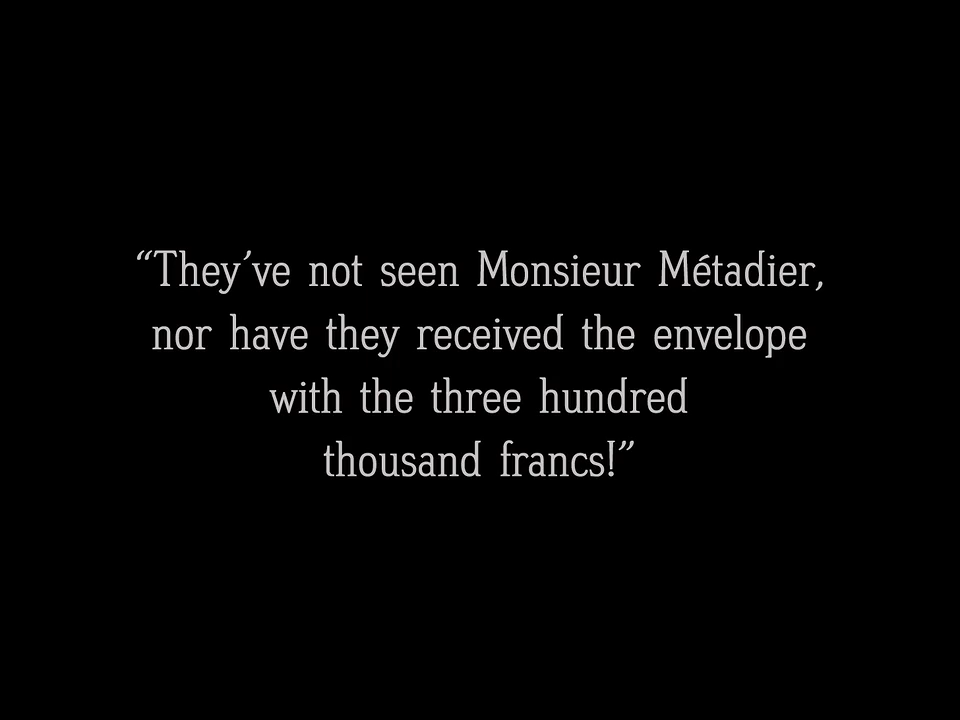 “They’ve not seen Monsieur Métadier,
nor have they received the envelope
with the three hundred
thousand francs!”